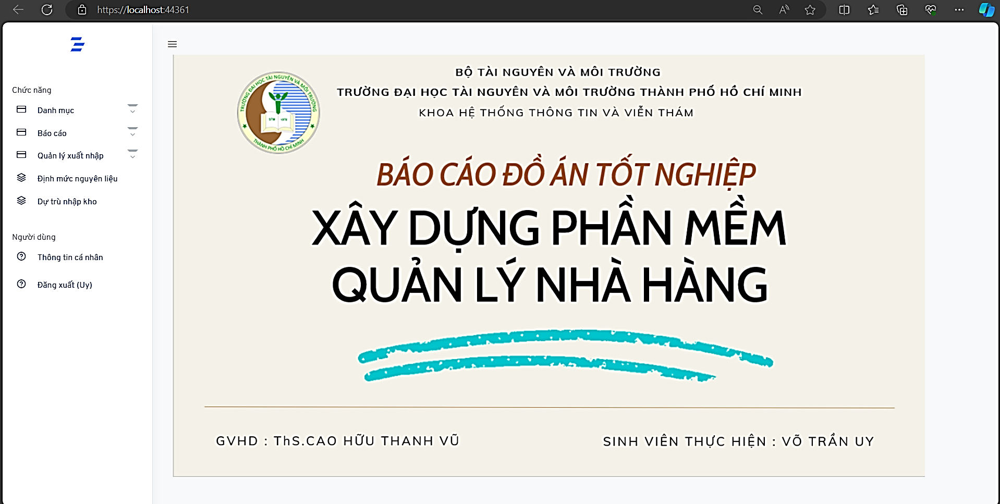 https://localhost:44361
Chức năng
Danh mục
Báo cáo
Quản lý xuất nhập
Định mức nguyên liệu
Dự trù nhập kho
Người dùng
Thông tin cá nhân
Đăng xuất (Uy)
BỘ TÀI NGUYÊN VÀ MÔI TRƯỜNG
TRƯỜNG ĐẠI HỌC TÀI NGUYÊN VÀ MÔI TRƯỜNG THÀNH PHỐ HỒ CHÍ MINH
KHOA HỆ THỐNG THÔNG TIN VÀ VIỄN THÁM
TRƯỜNG ĐẠI HỌC TÀI NGUYÊN VÀ MÔI TRƯỜNG
THÀNH PHỐ HỒ CHÍ MINH
BÁO CÁO ĐỒ ÁN TỐT NGHIỆP
XÂY DỰNG PHẦN MỀM
QUẢN LÝ NHÀ HÀNG
GVHD : ThS.CAO HỮU THANH VŨ
SINH VIÊN THỰC HIỆN : VÕ TRẦN UY